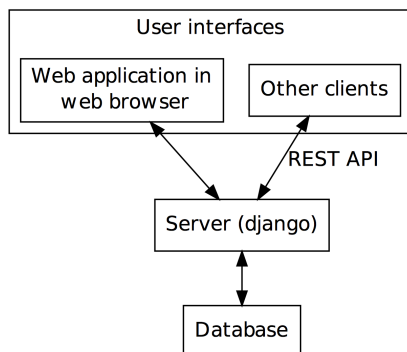 User interfaces
Web application in
web browser
Other clients
REST API
Server (django)
Database